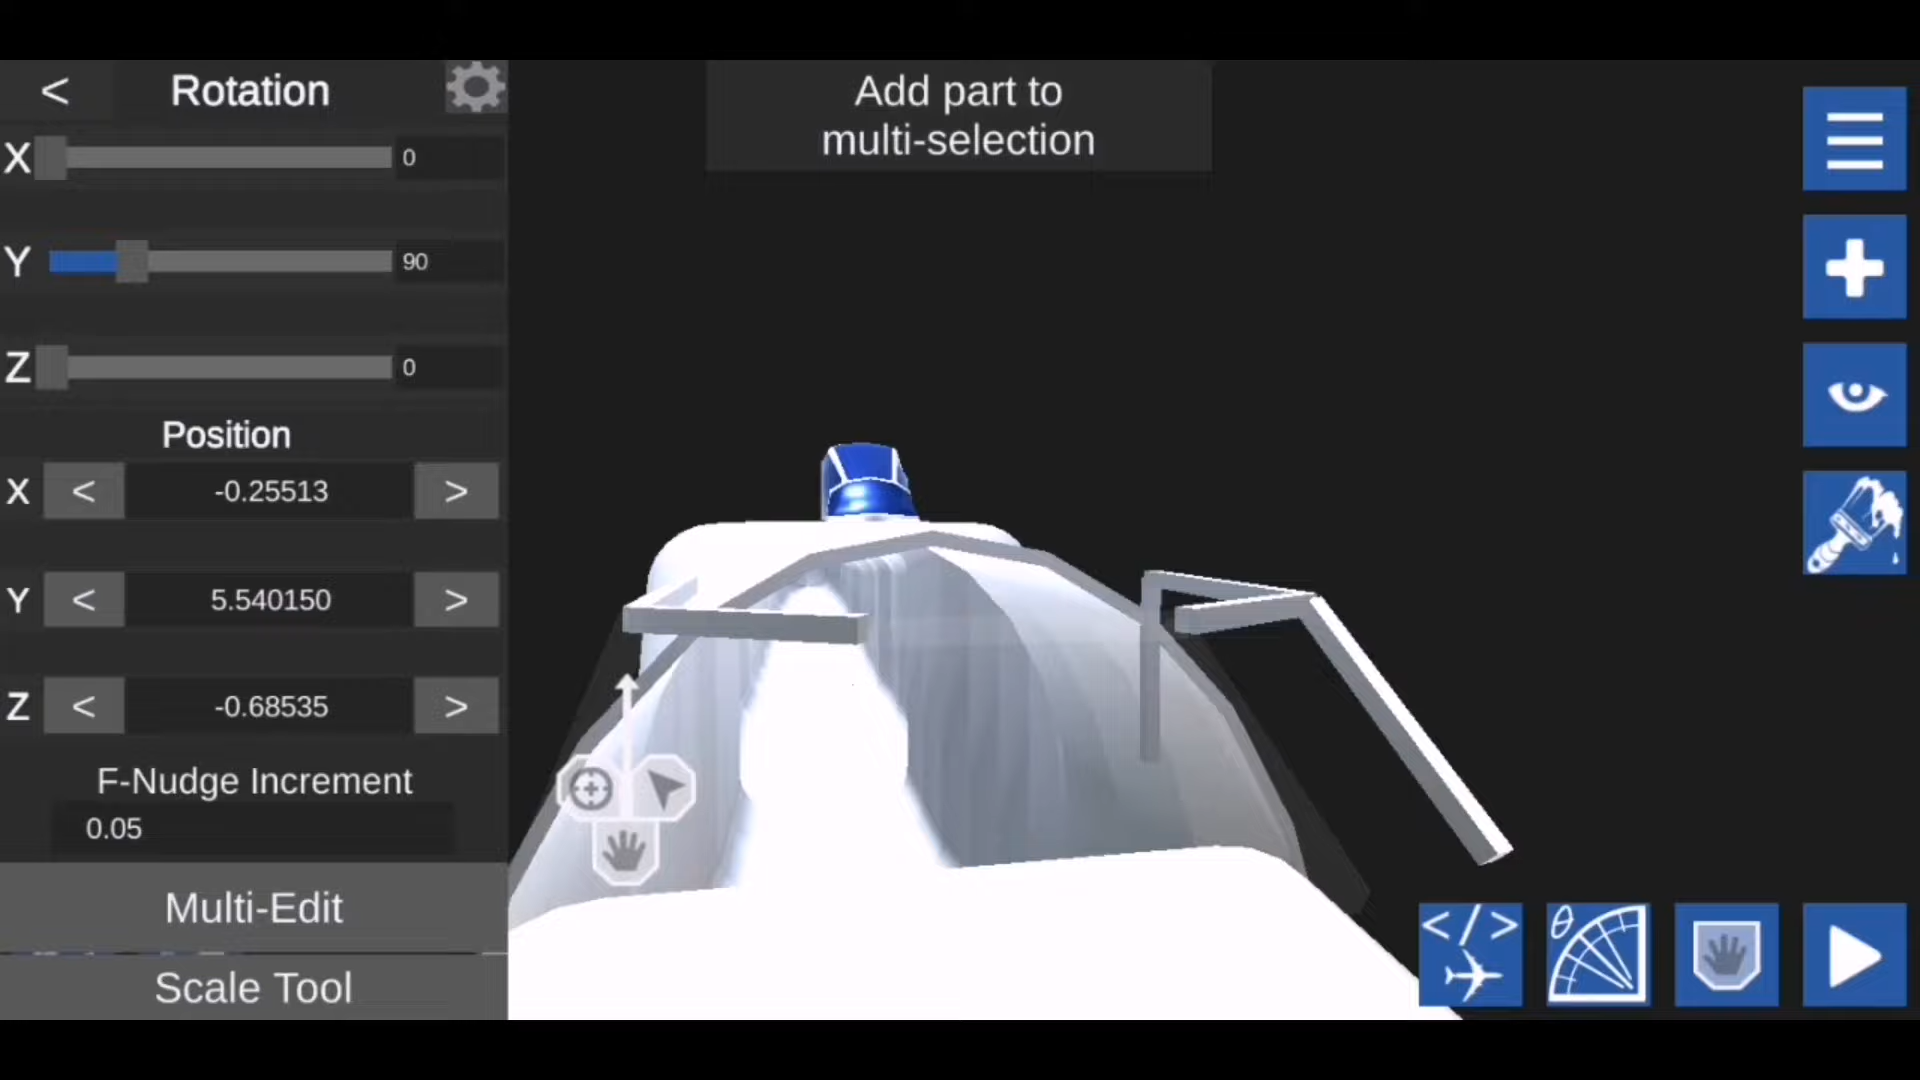 < Rotation
X 0
Y 90
Z 0
Position
X < -0.25513 >
Y < 5.540150 >
Z < -0.68535 >
F-Nudge Increment
0.05
Multi-Edit
Scale Tool
Add part to
multi-selection
</> θ